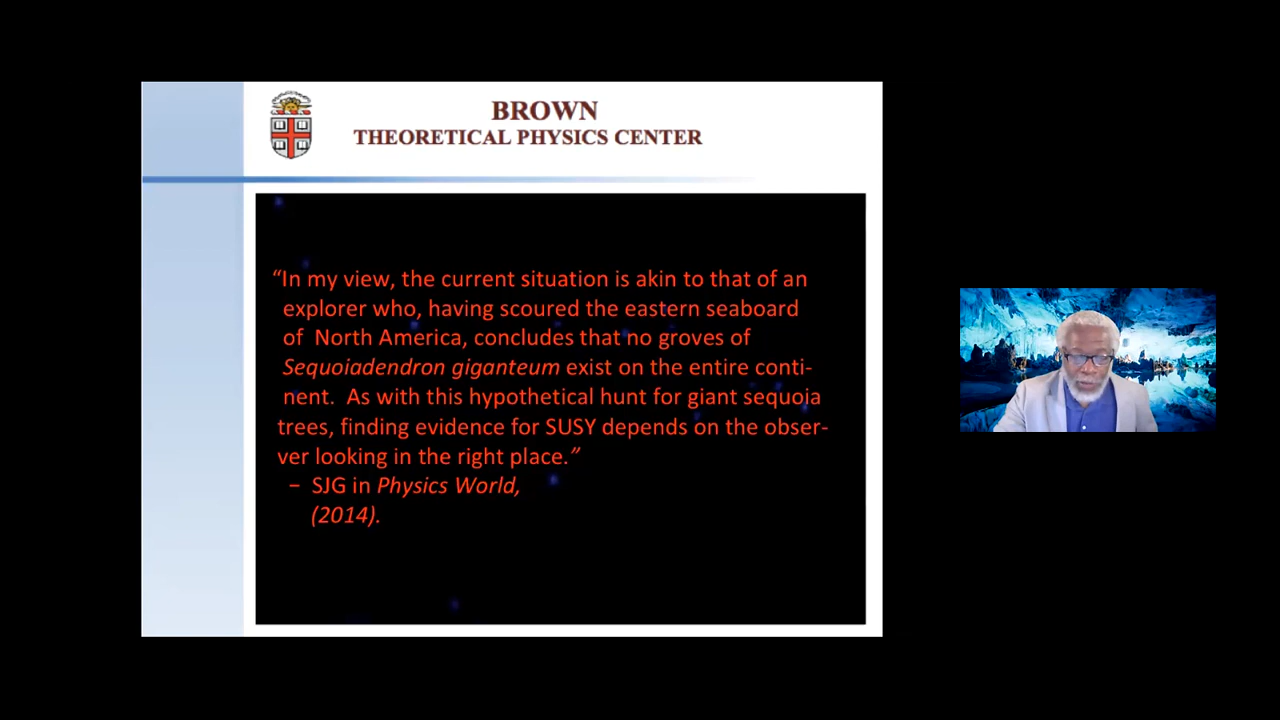 BROWN
THEORETICAL PHYSICS CENTER
“In my view, the current situation is akin to that of an
explorer who, having scoured the eastern seaboard
of North America, concludes that no groves of
Sequoiadendron giganteum exist on the entire conti-
nent. As with this hypothetical hunt for giant sequoia
trees, finding evidence for SUSY depends on the obser-
ver looking in the right place.”
– SJG in Physics World,
(2014).